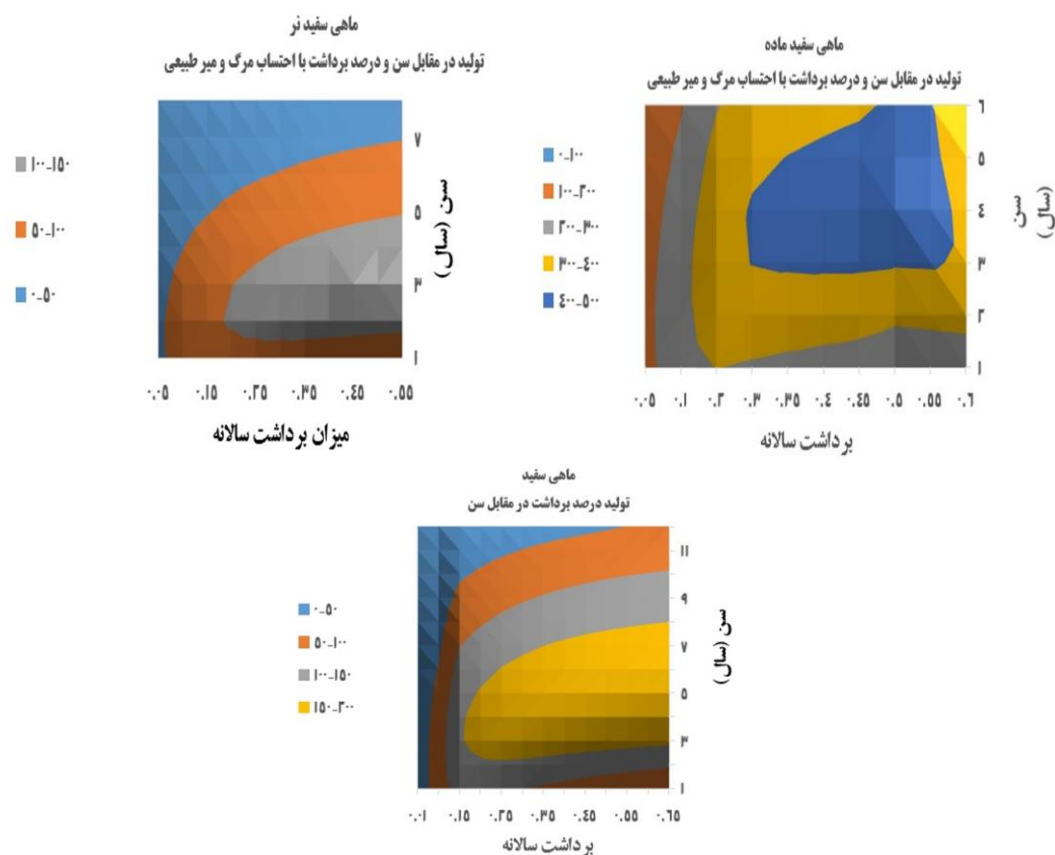 ماهی سفید ماده
تولید در مقابل سن و درصد برداشت با احتساب مرگ و میر طبیعی
۰-۱۰۰
۱۰۰-۲۰۰
۲۰۰-۳۰۰
۳۰۰-۴۰۰
۴۰۰-۵۰۰
۶
۵
۴
۳
۲
۱
سن
(سال)
۰.۰۵ ۰.۱ ۰.۲ ۰.۳ ۰.۳۵ ۰.۴ ۰.۴۵ ۰.۵ ۰.۵۵ ۰.۶
برداشت سالانه
ماهی سفید نر
تولید در مقابل سن و درصد برداشت با احتساب مرگ و میر طبیعی
۱۰۰-۱۵۰
۵۰-۱۰۰
۰-۵۰
۷
۵
۳
۱
سن (سال)
۰.۰۵ ۰.۱۵ ۰.۲۵ ۰.۳۵ ۰.۴۵ ۰.۵۵
میزان برداشت سالانه
ماهی سفید
تولید درصد برداشت در مقابل سن
۰-۵۰
۵۰-۱۰۰
۱۰۰-۱۵۰
۱۵۰-۲۰۰
۱۱
۹
۷
۵
۳
۱
سن (سال)
۰.۰۱ ۰.۱۵ ۰.۲۵ ۰.۳۵ ۰.۴۵ ۰.۵۵ ۰.۶۵
برداشت سالانه